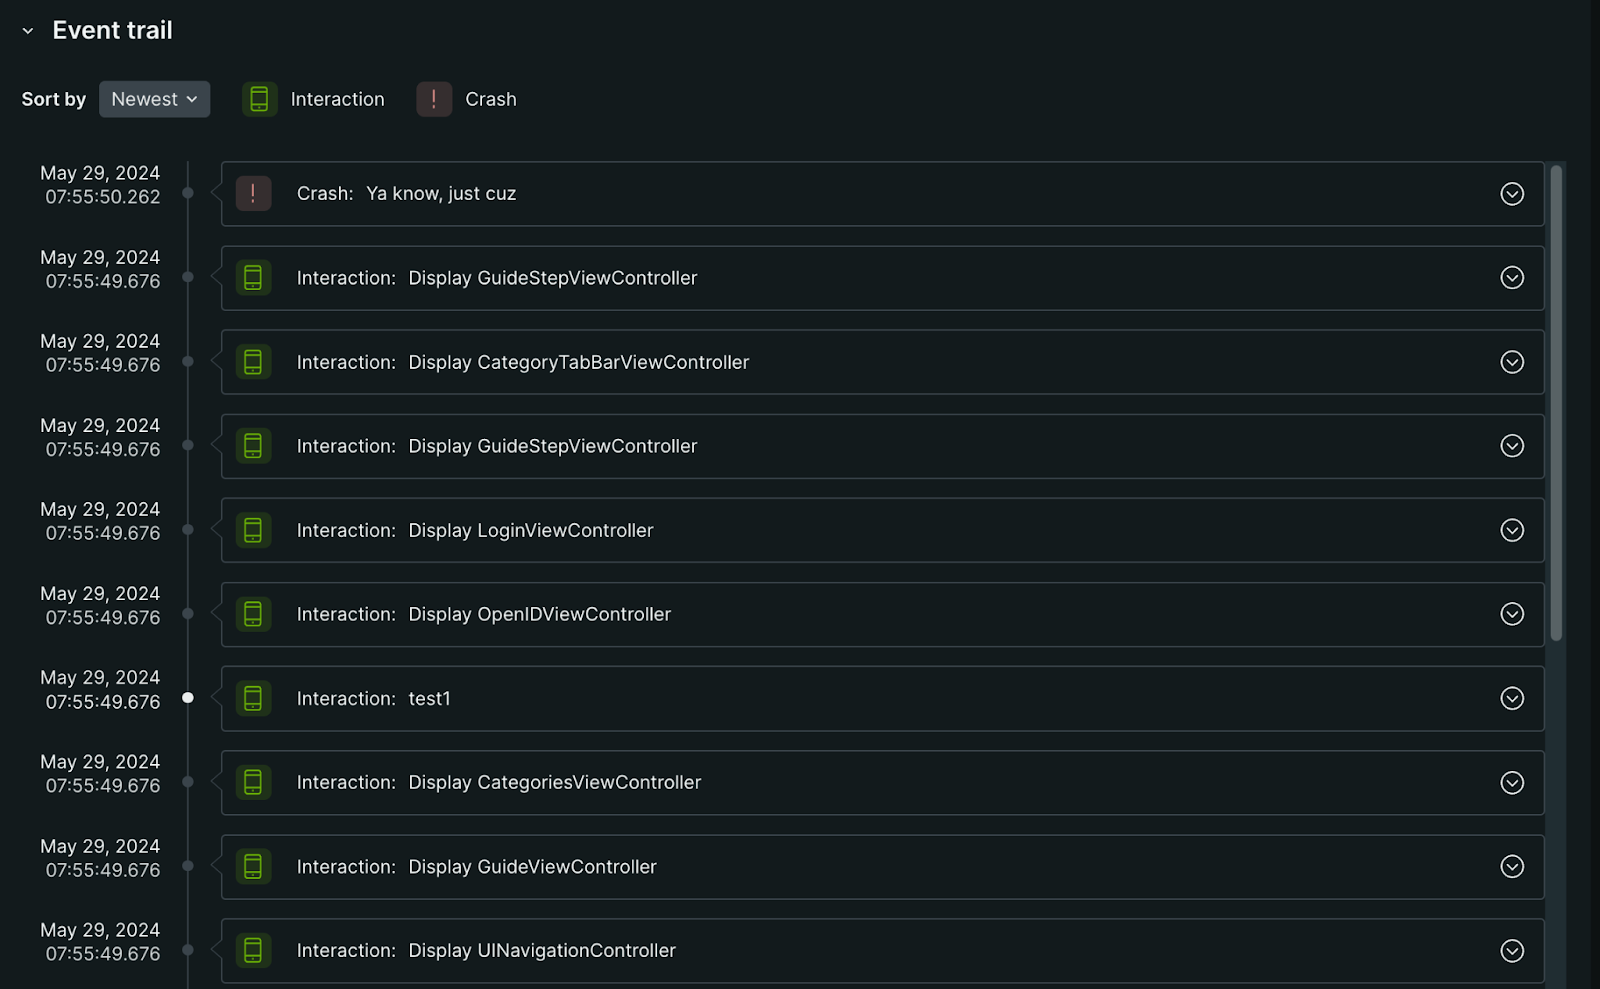 Event trail
Sort by Newest Interaction Crash
May 29, 2024
07:55:50.262
Crash: Ya know, just cuz
May 29, 2024
07:55:49.676
Interaction: Display GuideStepViewController
May 29, 2024
07:55:49.676
Interaction: Display CategoryTabBarViewController
May 29, 2024
07:55:49.676
Interaction: Display GuideStepViewController
May 29, 2024
07:55:49.676
Interaction: Display LoginViewController
May 29, 2024
07:55:49.676
Interaction: Display OpenIDViewController
May 29, 2024
07:55:49.676
Interaction: test1
May 29, 2024
07:55:49.676
Interaction: Display CategoriesViewController
May 29, 2024
07:55:49.676
Interaction: Display GuideViewController
May 29, 2024
07:55:49.676
Interaction: Display UINavigationController